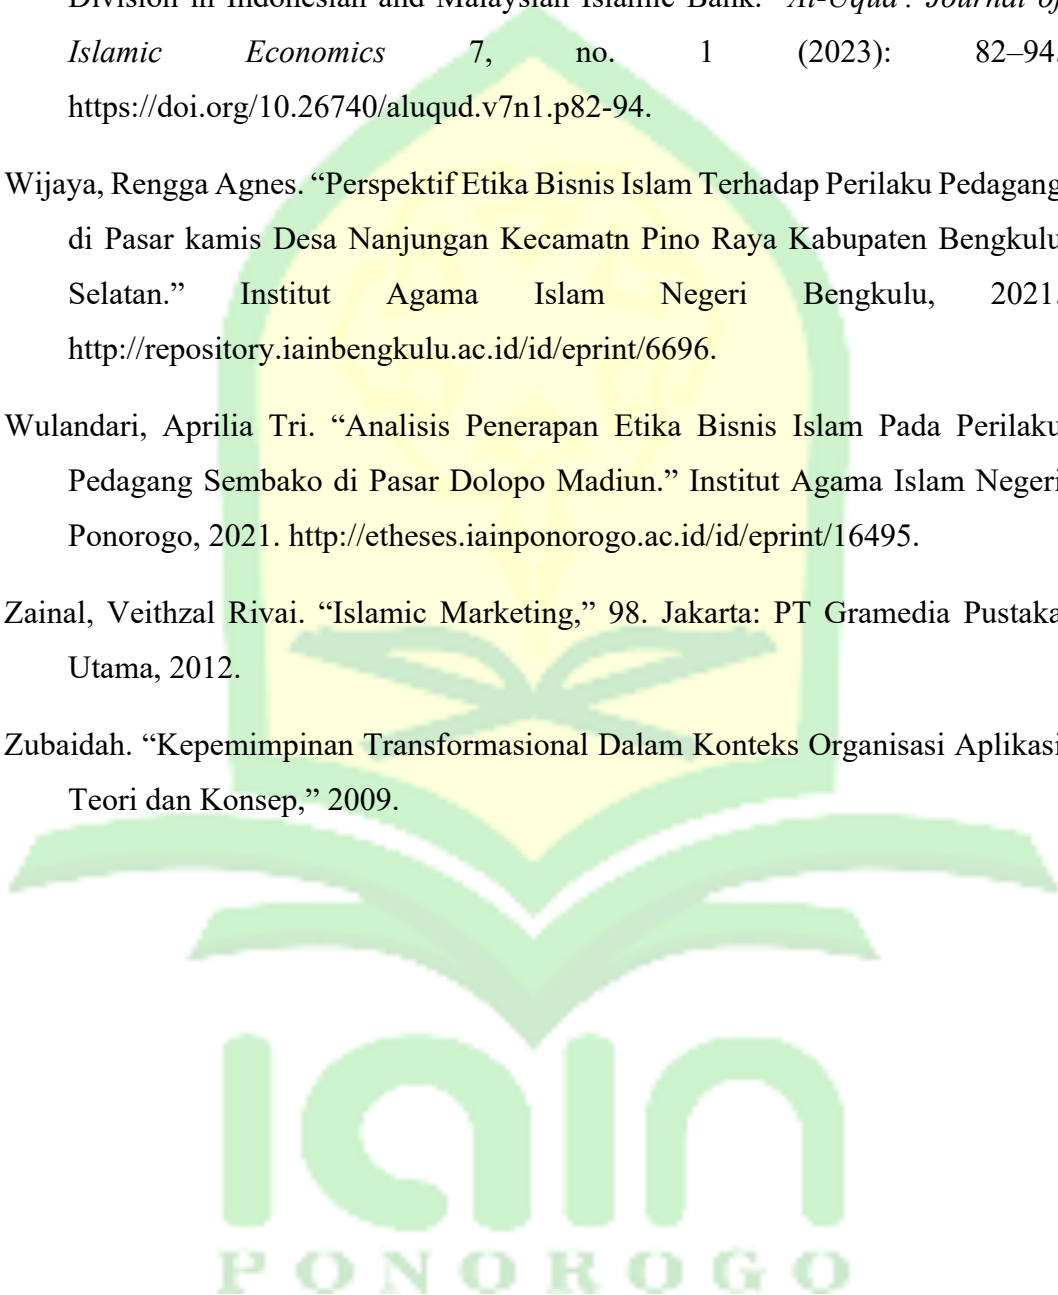 Division in Indonesian and Malaysian Islamic Bank.” Al-Uqud : Journal of
Islamic Economics 7, no. 1 (2023): 82–94.
https://doi.org/10.26740/aluqud.v7n1.p82-94.
Wijaya, Rengga Agnes. “Perspektif Etika Bisnis Islam Terhadap Perilaku Pedagang
di Pasar kamis Desa Nanjungan Kecamatn Pino Raya Kabupaten Bengkulu
Selatan.” Institut Agama Islam Negeri Bengkulu, 2021.
http://repository.iainbengkulu.ac.id/id/eprint/6696.
Wulandari, Aprilia Tri. “Analisis Penerapan Etika Bisnis Islam Pada Perilaku
Pedagang Sembako di Pasar Dolopo Madiun.” Institut Agama Islam Negeri
Ponorogo, 2021. http://etheses.iainponorogo.ac.id/id/eprint/16495.
Zainal, Veithzal Rivai. “Islamic Marketing,” 98. Jakarta: PT Gramedia Pustaka
Utama, 2012.
Zubaidah. “Kepemimpinan Transformasional Dalam Konteks Organisasi Aplikasi
Teori dan Konsep,” 2009.
iain
PONOROGO